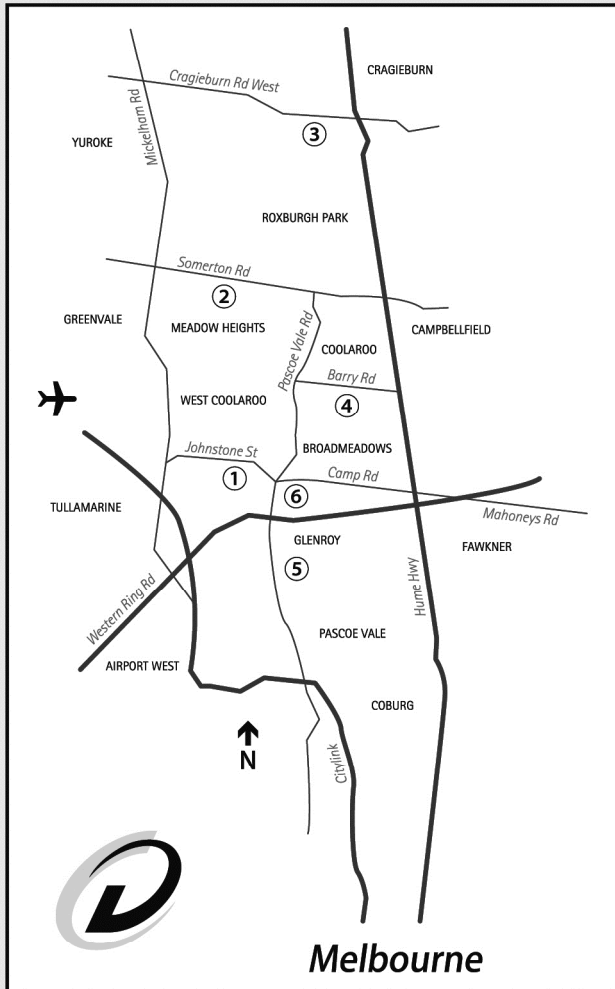 CRAGIEBURN
Cragieburn Rd West
Mickelham Rd
3
YUROKE
ROXBURGH PARK
Somerton Rd
2
GREENVALE
MEADOW HEIGHTS
Pascoe Vale Rd
CAMPBELLFIELD
COOLAROO
Barry Rd
WEST COOLAROO
4
Johnstone St
BROADMEADOWS
1
Camp Rd
6
TULLAMARINE
Mahoneys Rd
GLENROY
FAWKNER
5
Western Ring Rd
Hume Hwy
PASCOE VALE
AIRPORT WEST
COBURG
N
Citylink
Melbourne